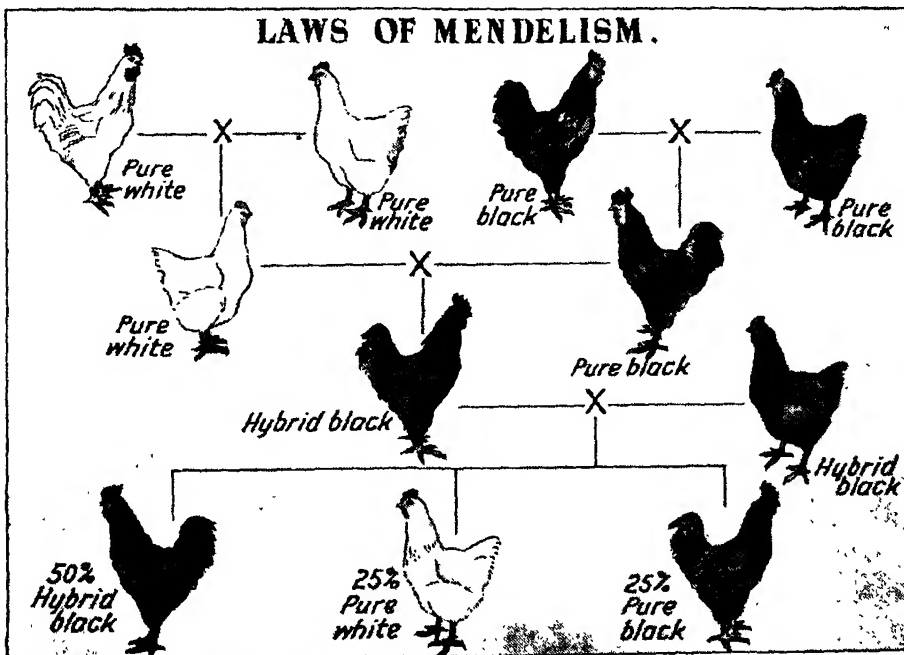 LAWS OF MENDELISM.
X
X
Pure
white
Pure
white
Pure
black
Pure
black
X
Pure
white
Pure black
X
Hybrid black
Hybrid
black
50%
Hybrid
black
25%
Pure
white
25%
Pure
black